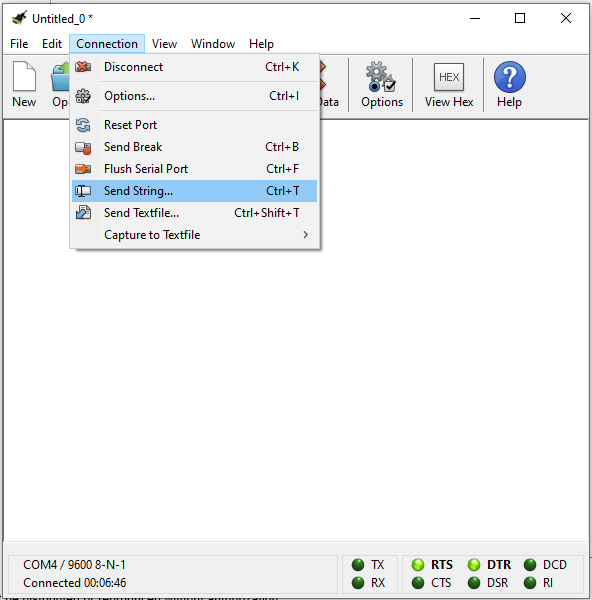 Untitled_0 *
File Edit Connection View Window Help
New
Op
Data
Options
HEX
View Hex
?
Help
Disconnect Ctrl+K
Options... Ctrl+I
Reset Port
Send Break Ctrl+B
Flush Serial Port Ctrl+F
Send String... Ctrl+T
Send Textfile... Ctrl+Shift+T
Capture to Textfile
COM4 / 9600 8-N-1
Connected 00:06:46
TX
RX
RTS DTR DCD
CTS DSR RI